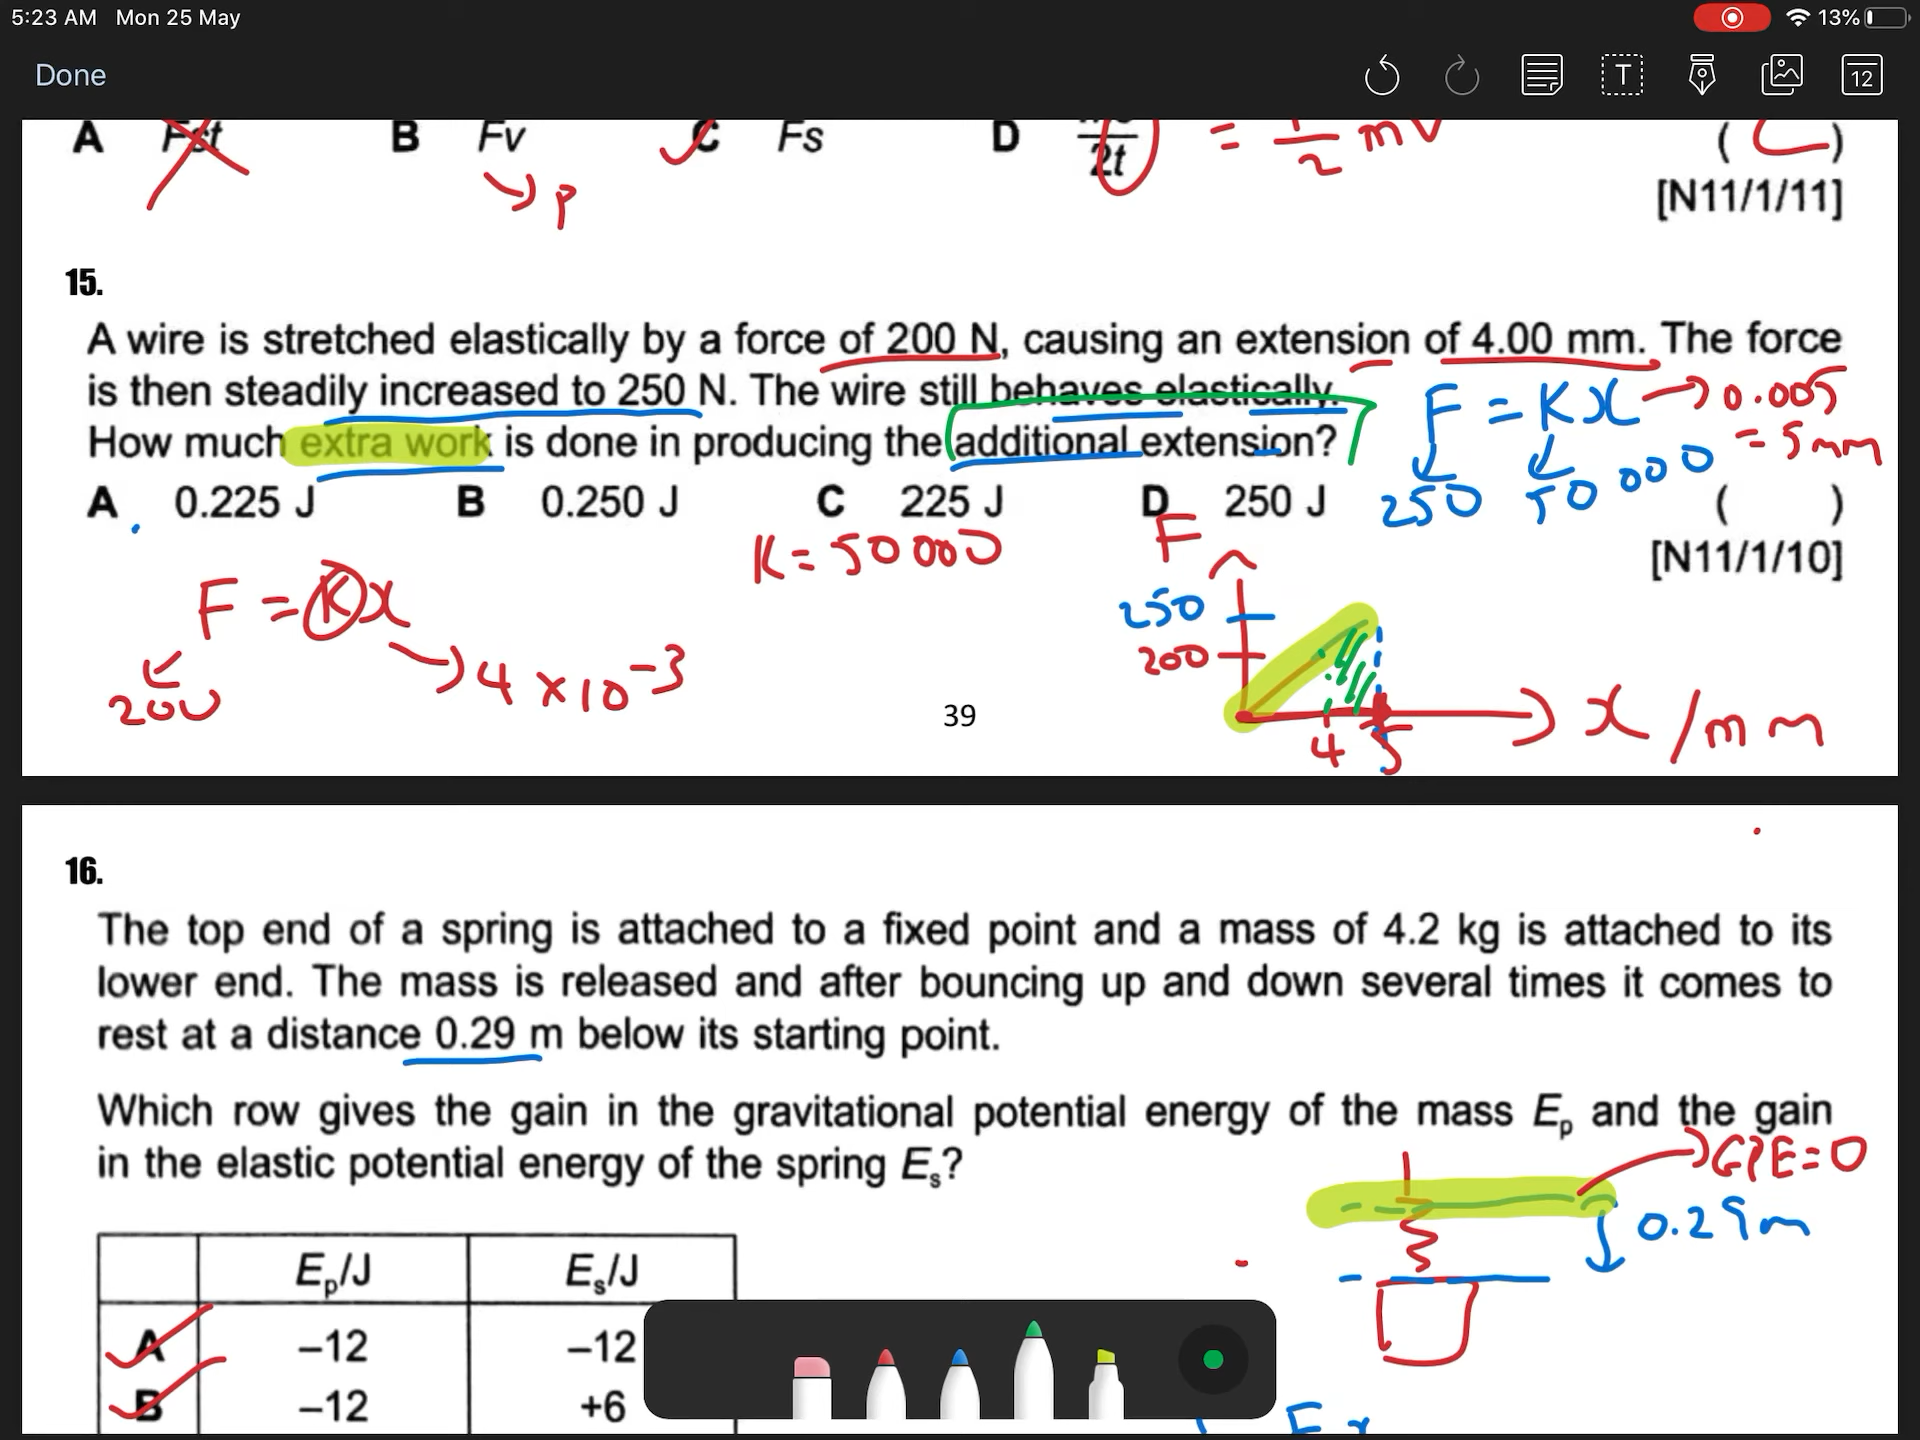 5:23 AM Mon 25 May
13%
Done
T
12
A Fst B Fv C Fs D 2t = 1/2 mv ( C )
→ P
[N11/1/11]
15.
A wire is stretched elastically by a force of 200 N, causing an extension of 4.00 mm. The force
is then steadily increased to 250 N. The wire still behaves elastically.
How much extra work is done in producing the additional extension?
F = Kx → 0.005
= 5mm
250 50 000
A 0.225 J B 0.250 J C 225 J D 250 J ( )
[N11/1/10]
K = 50000
F = Kx
200 → 4 × 10⁻³
F
250
200
4 5
x /mm
39
16.
The top end of a spring is attached to a fixed point and a mass of 4.2 kg is attached to its
lower end. The mass is released and after bouncing up and down several times it comes to
rest at a distance 0.29 m below its starting point.
Which row gives the gain in the gravitational potential energy of the mass Eₚ and the gain
in the elastic potential energy of the spring Eₛ?
→ GPE=0
0.29m
Eₚ/J Eₛ/J
A –12 –12
B –12 +6